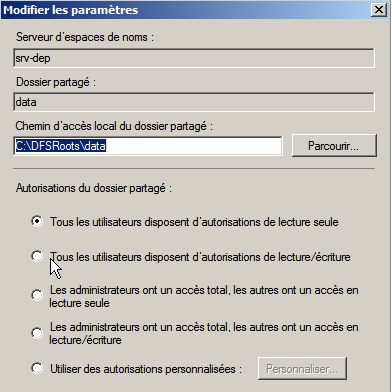 Modifier les paramètres
Serveur d'espaces de noms :
srv-dep
Dossier partagé :
data
Chemin d'accès local du dossier partagé :
C:\DFSRoots\data
Parcourir...
Autorisations du dossier partagé :
Tous les utilisateurs disposent d'autorisations de lecture seule
Tous les utilisateurs disposent d'autorisations de lecture/écriture
Les administrateurs ont un accès total, les autres ont un accès en
lecture seule
Les administrateurs ont un accès total, les autres ont un accès en
lecture/écriture
Utiliser des autorisations personnalisées :
Personnaliser...